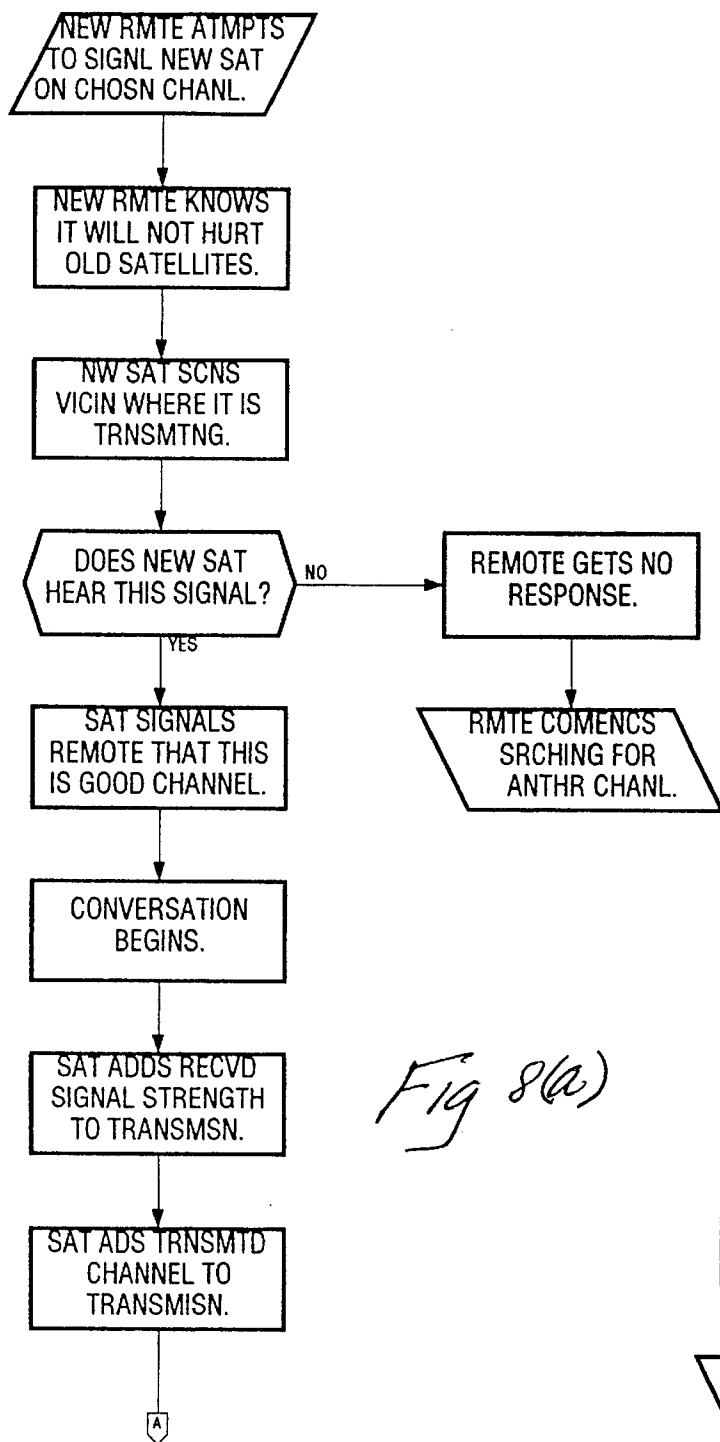 NEW RMTE ATMPTS
TO SIGNL NEW SAT
ON CHOSN CHANL.
NEW RMTE KNOWS
IT WILL NOT HURT
OLD SATELLITES.
NW SAT SCNS
VICIN WHERE IT IS
TRNSMTNG.
DOES NEW SAT
HEAR THIS SIGNAL?
NO
REMOTE GETS NO
RESPONSE.
YES
RMTE COMENCS
SRCHING FOR
ANTHR CHANL.
SAT SIGNALS
REMOTE THAT THIS
IS GOOD CHANNEL.
CONVERSATION
BEGINS.
SAT ADDS RECVD
SIGNAL STRENGTH
TO TRANSMSN.
Fig 8(a)
SAT ADS TRNSMTD
CHANNEL TO
TRANSMISN.
A